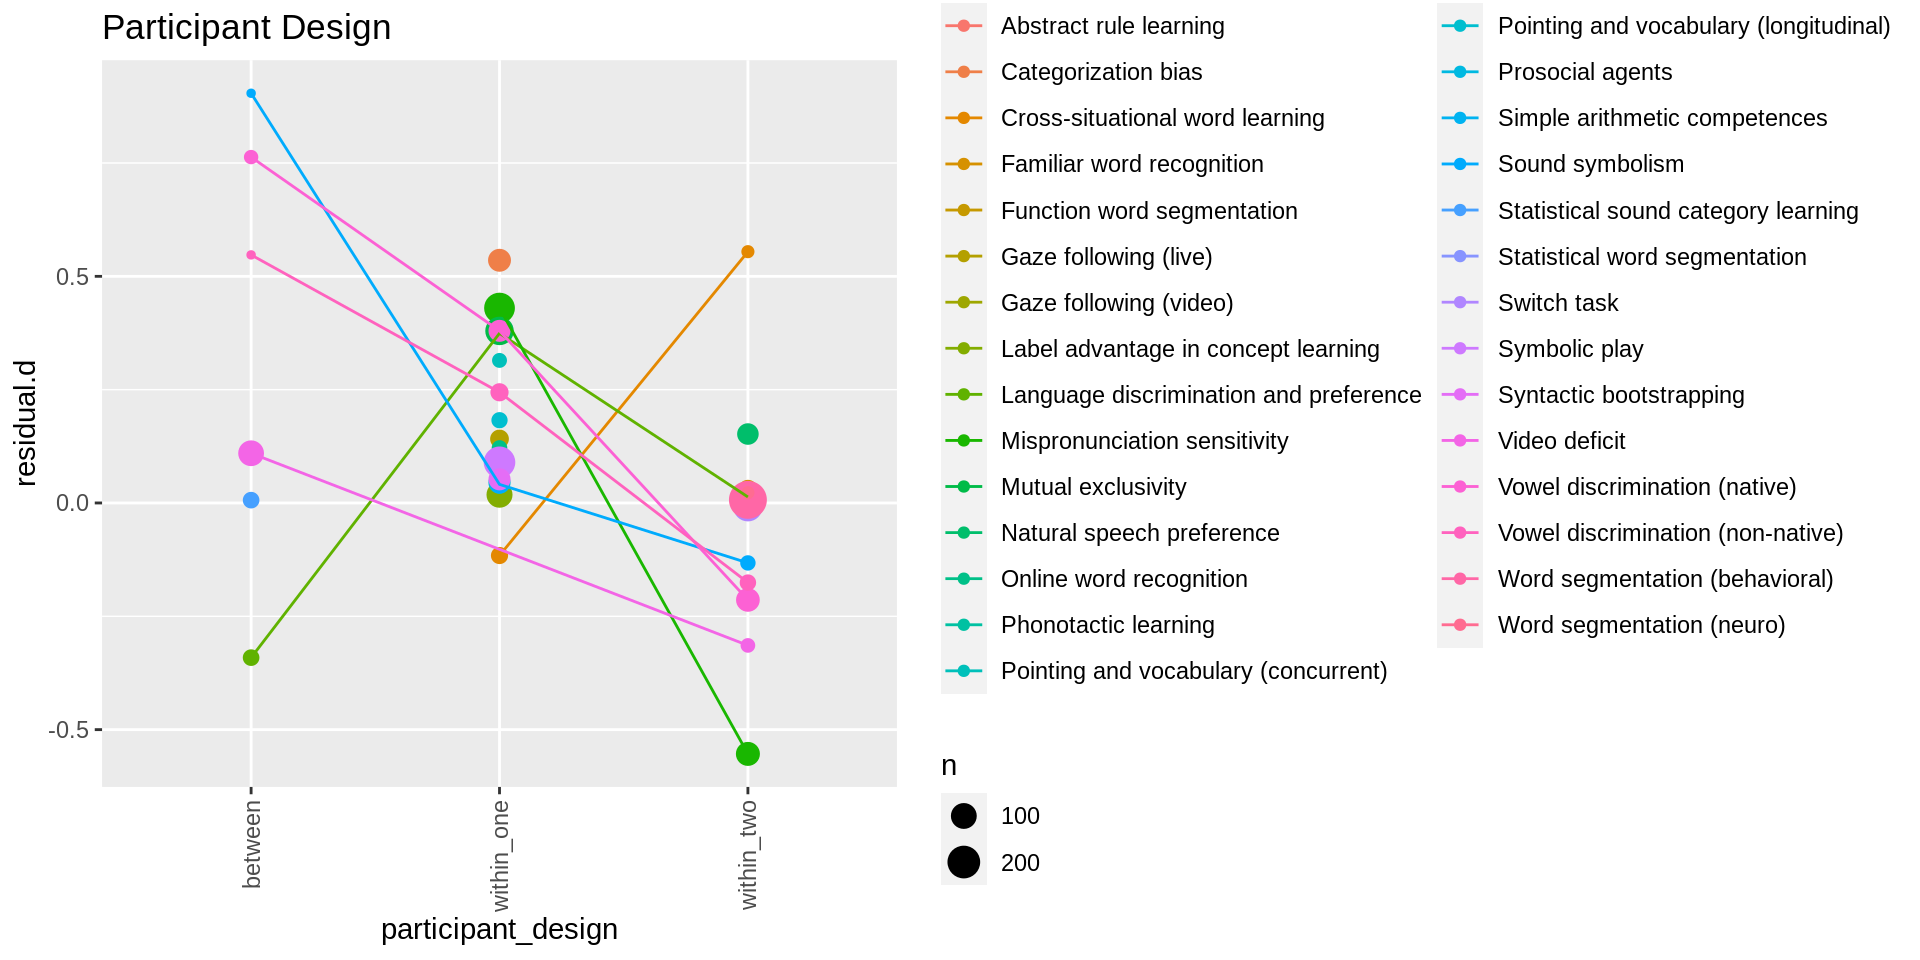 Participant Design
residual.d
0.5
0.0
-0.5
between
within_one
within_two
participant_design
Abstract rule learning
Categorization bias
Cross-situational word learning
Familiar word recognition
Function word segmentation
Gaze following (live)
Gaze following (video)
Label advantage in concept learning
Language discrimination and preference
Mispronunciation sensitivity
Mutual exclusivity
Natural speech preference
Online word recognition
Phonotactic learning
Pointing and vocabulary (concurrent)
Pointing and vocabulary (longitudinal)
Prosocial agents
Simple arithmetic competences
Sound symbolism
Statistical sound category learning
Statistical word segmentation
Switch task
Symbolic play
Syntactic bootstrapping
Video deficit
Vowel discrimination (native)
Vowel discrimination (non-native)
Word segmentation (behavioral)
Word segmentation (neuro)
n
100
200